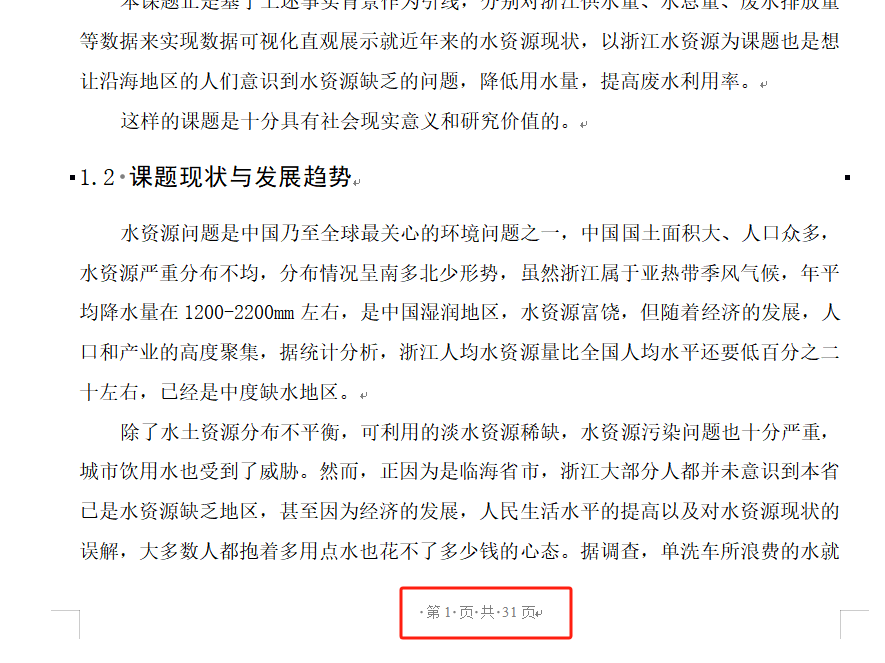 本课题正是基于上述事实背景作为引线，分别对浙江供水量、水总量、废水排放量
等数据来实现数据可视化直观展示就近年来的水资源现状，以浙江水资源为课题也是想
让沿海地区的人们意识到水资源缺乏的问题，降低用水量，提高废水利用率。
这样的课题是十分具有社会现实意义和研究价值的。
1.2 课题现状与发展趋势
水资源问题是中国乃至全球最关心的环境问题之一，中国国土面积大、人口众多，
水资源严重分布不均，分布情况呈南多北少形势，虽然浙江属于亚热带季风气候，年平
均降水量在 1200-2200mm 左右，是中国湿润地区，水资源富饶，但随着经济的发展，人
口和产业的高度聚集，据统计分析，浙江人均水资源量比全国人均水平还要低百分之二
十左右，已经是中度缺水地区。
除了水土资源分布不平衡，可利用的淡水资源稀缺，水资源污染问题也十分严重，
城市饮用水也受到了威胁。然而，正因为是临海省市，浙江大部分人都并未意识到本省
已是水资源缺乏地区，甚至因为经济的发展，人民生活水平的提高以及对水资源现状的
误解，大多数人都抱着多用点水也花不了多少钱的心态。据调查，单洗车所浪费的水就
第 1 页 共 31 页